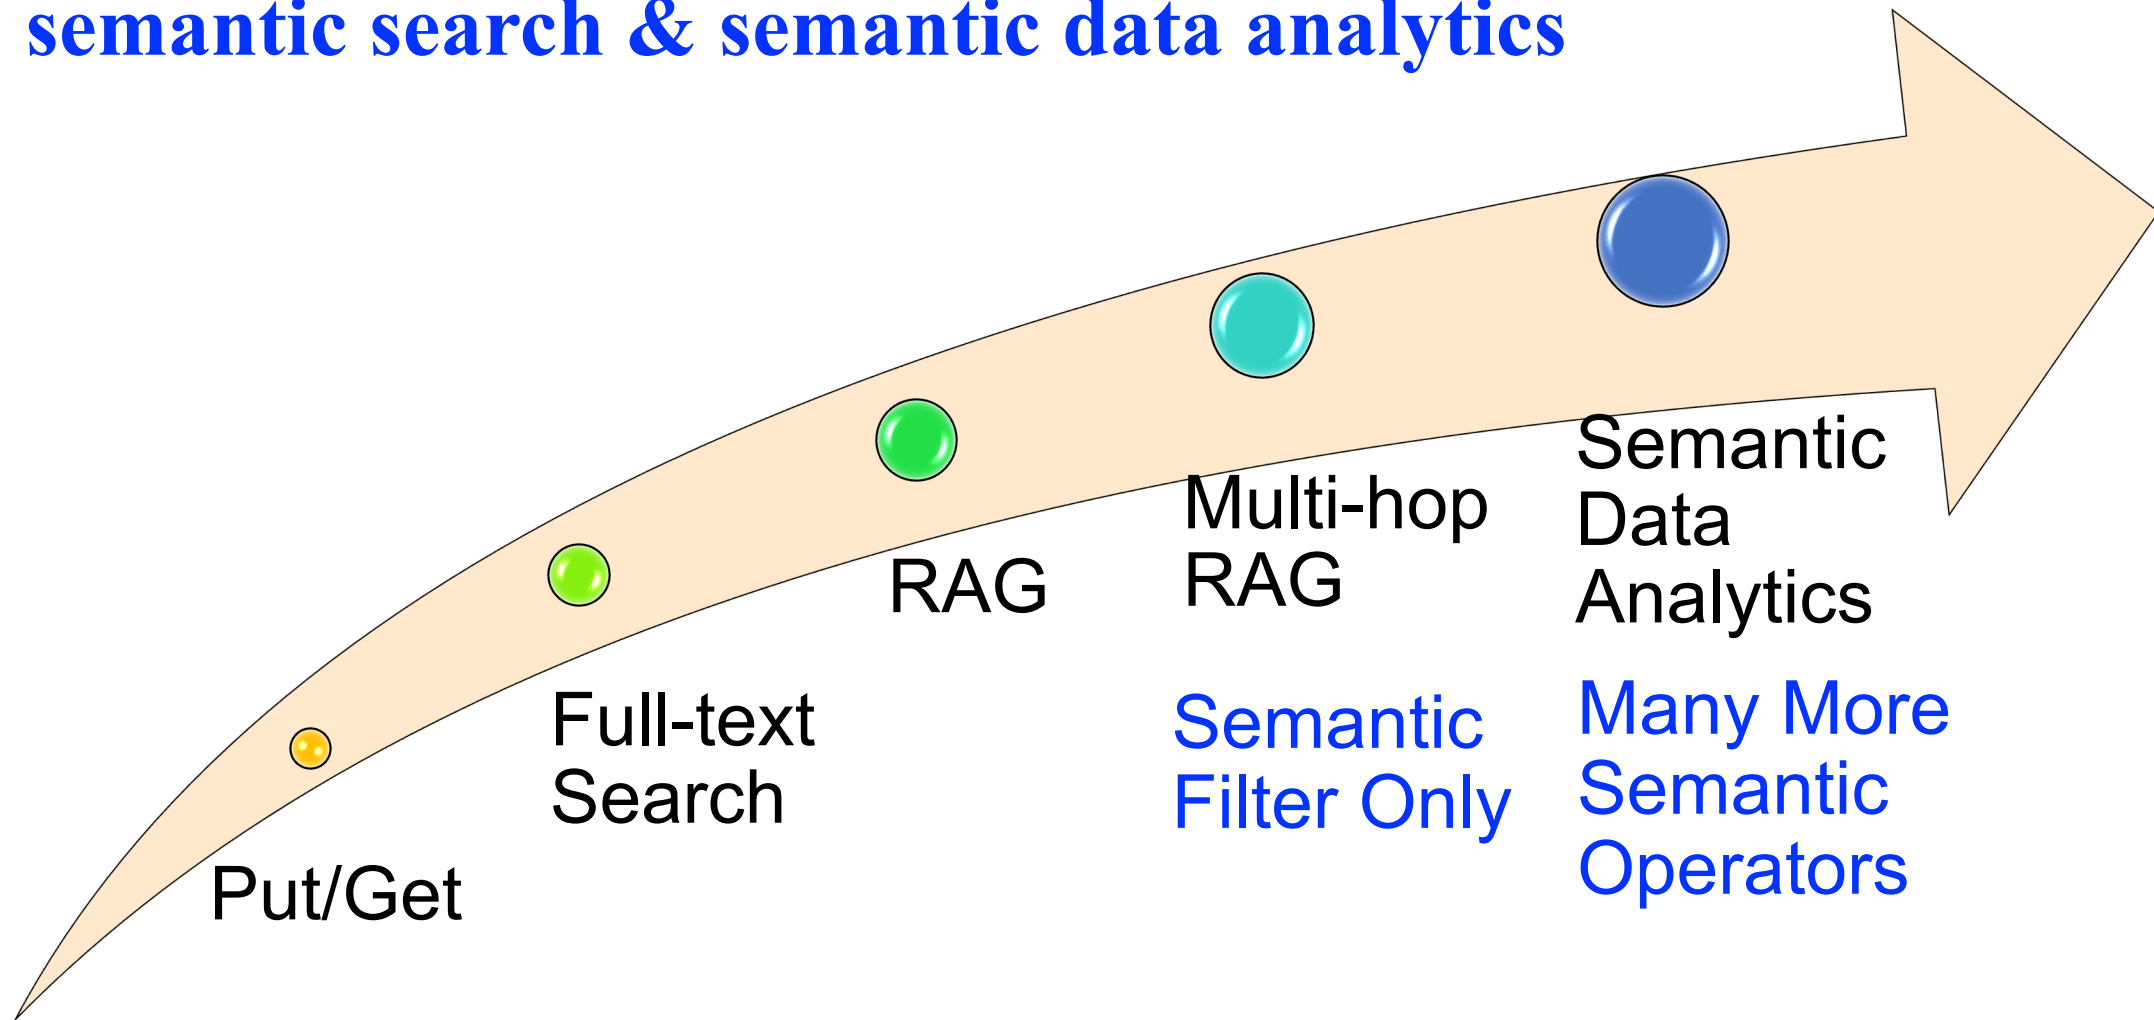 semantic search & semantic data analytics
Put/Get
Full-text
Search
RAG
Multi-hop
RAG
Semantic
Filter Only
Semantic
Data
Analytics
Many More
Semantic
Operators